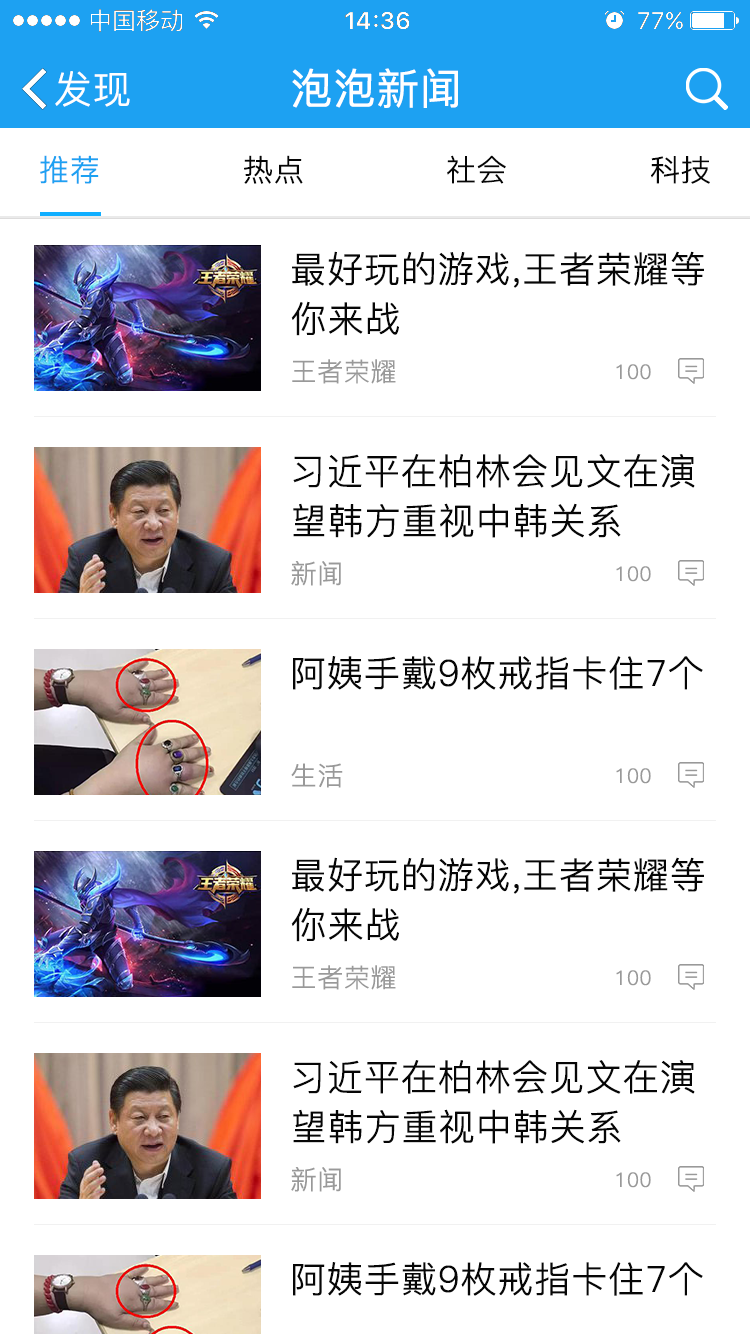 中国移动 14:36 77%
发现 泡泡新闻
推荐 热点 社会 科技
王者荣耀
最好玩的游戏,王者荣耀等
你来战
王者荣耀 100
习近平在柏林会见文在演
望韩方重视中韩关系
新闻 100
阿姨手戴9枚戒指卡住7个
生活 100
王者荣耀
最好玩的游戏,王者荣耀等
你来战
王者荣耀 100
习近平在柏林会见文在演
望韩方重视中韩关系
新闻 100
阿姨手戴9枚戒指卡住7个